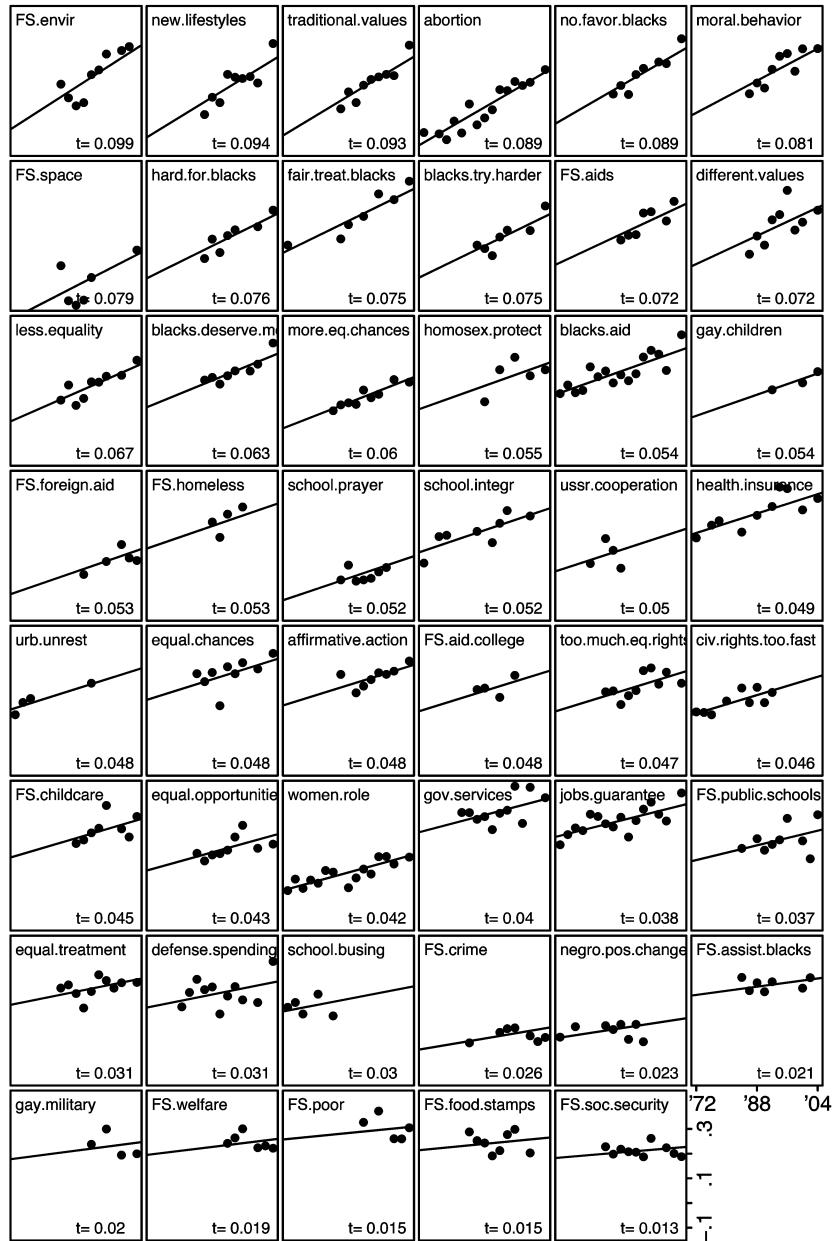 FS.envir new.lifestyles traditional.values abortion no.favor.blacks moral.behavior
t= 0.099 t= 0.094 t= 0.093 t= 0.089 t= 0.089 t= 0.081
FS.space hard.for.blacks fair.treat.blacks blacks.try.harder FS.aids different.values
t= 0.079 t= 0.076 t= 0.075 t= 0.075 t= 0.072 t= 0.072
less.equality blacks.deserve.m more.eq.chances homosex.protect blacks.aid gay.children
t= 0.067 t= 0.063 t= 0.06 t= 0.055 t= 0.054 t= 0.054
FS.foreign.aid FS.homeless school.prayer school.integr ussr.cooperation health.insurance
t= 0.053 t= 0.053 t= 0.052 t= 0.052 t= 0.05 t= 0.049
urb.unrest equal.chances affirmative.action FS.aid.college too.much.eq.rights civ.rights.too.fast
t= 0.048 t= 0.048 t= 0.048 t= 0.048 t= 0.047 t= 0.046
FS.childcare equal.opportunitie women.role gov.services jobs.guarantee FS.public.schools
t= 0.045 t= 0.043 t= 0.042 t= 0.04 t= 0.038 t= 0.037
equal.treatment defense.spending school.busing FS.crime negro.pos.change FS.assist.blacks
t= 0.031 t= 0.031 t= 0.03 t= 0.026 t= 0.023 t= 0.021
gay.military FS.welfare FS.poor FS.food.stamps FS.soc.security
t= 0.02 t= 0.019 t= 0.015 t= 0.015 t= 0.013
'72 '88 '04
.3
.1
−.1